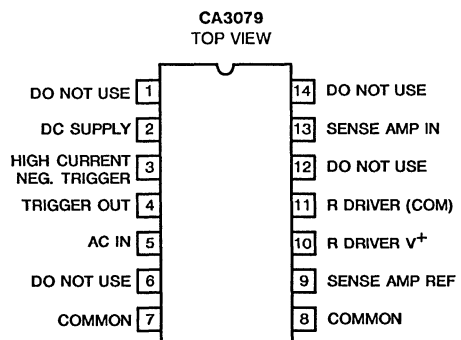 CA3079
TOP VIEW
DO NOT USE 1
14 DO NOT USE
DC SUPPLY 2
13 SENSE AMP IN
HIGH CURRENT
NEG. TRIGGER 3
12 DO NOT USE
TRIGGER OUT 4
11 R DRIVER (COM)
AC IN 5
10 R DRIVER V+
DO NOT USE 6
9 SENSE AMP REF
COMMON 7
8 COMMON